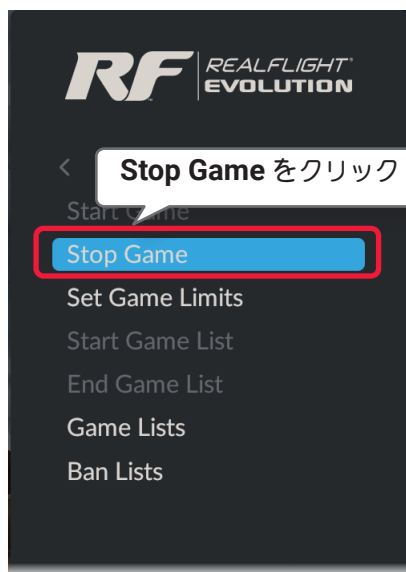 RF REALFLIGHT
EVOLUTION
<
Stop Game をクリック
Start Game
Stop Game
Set Game Limits
Start Game List
End Game List
Game Lists
Ban Lists